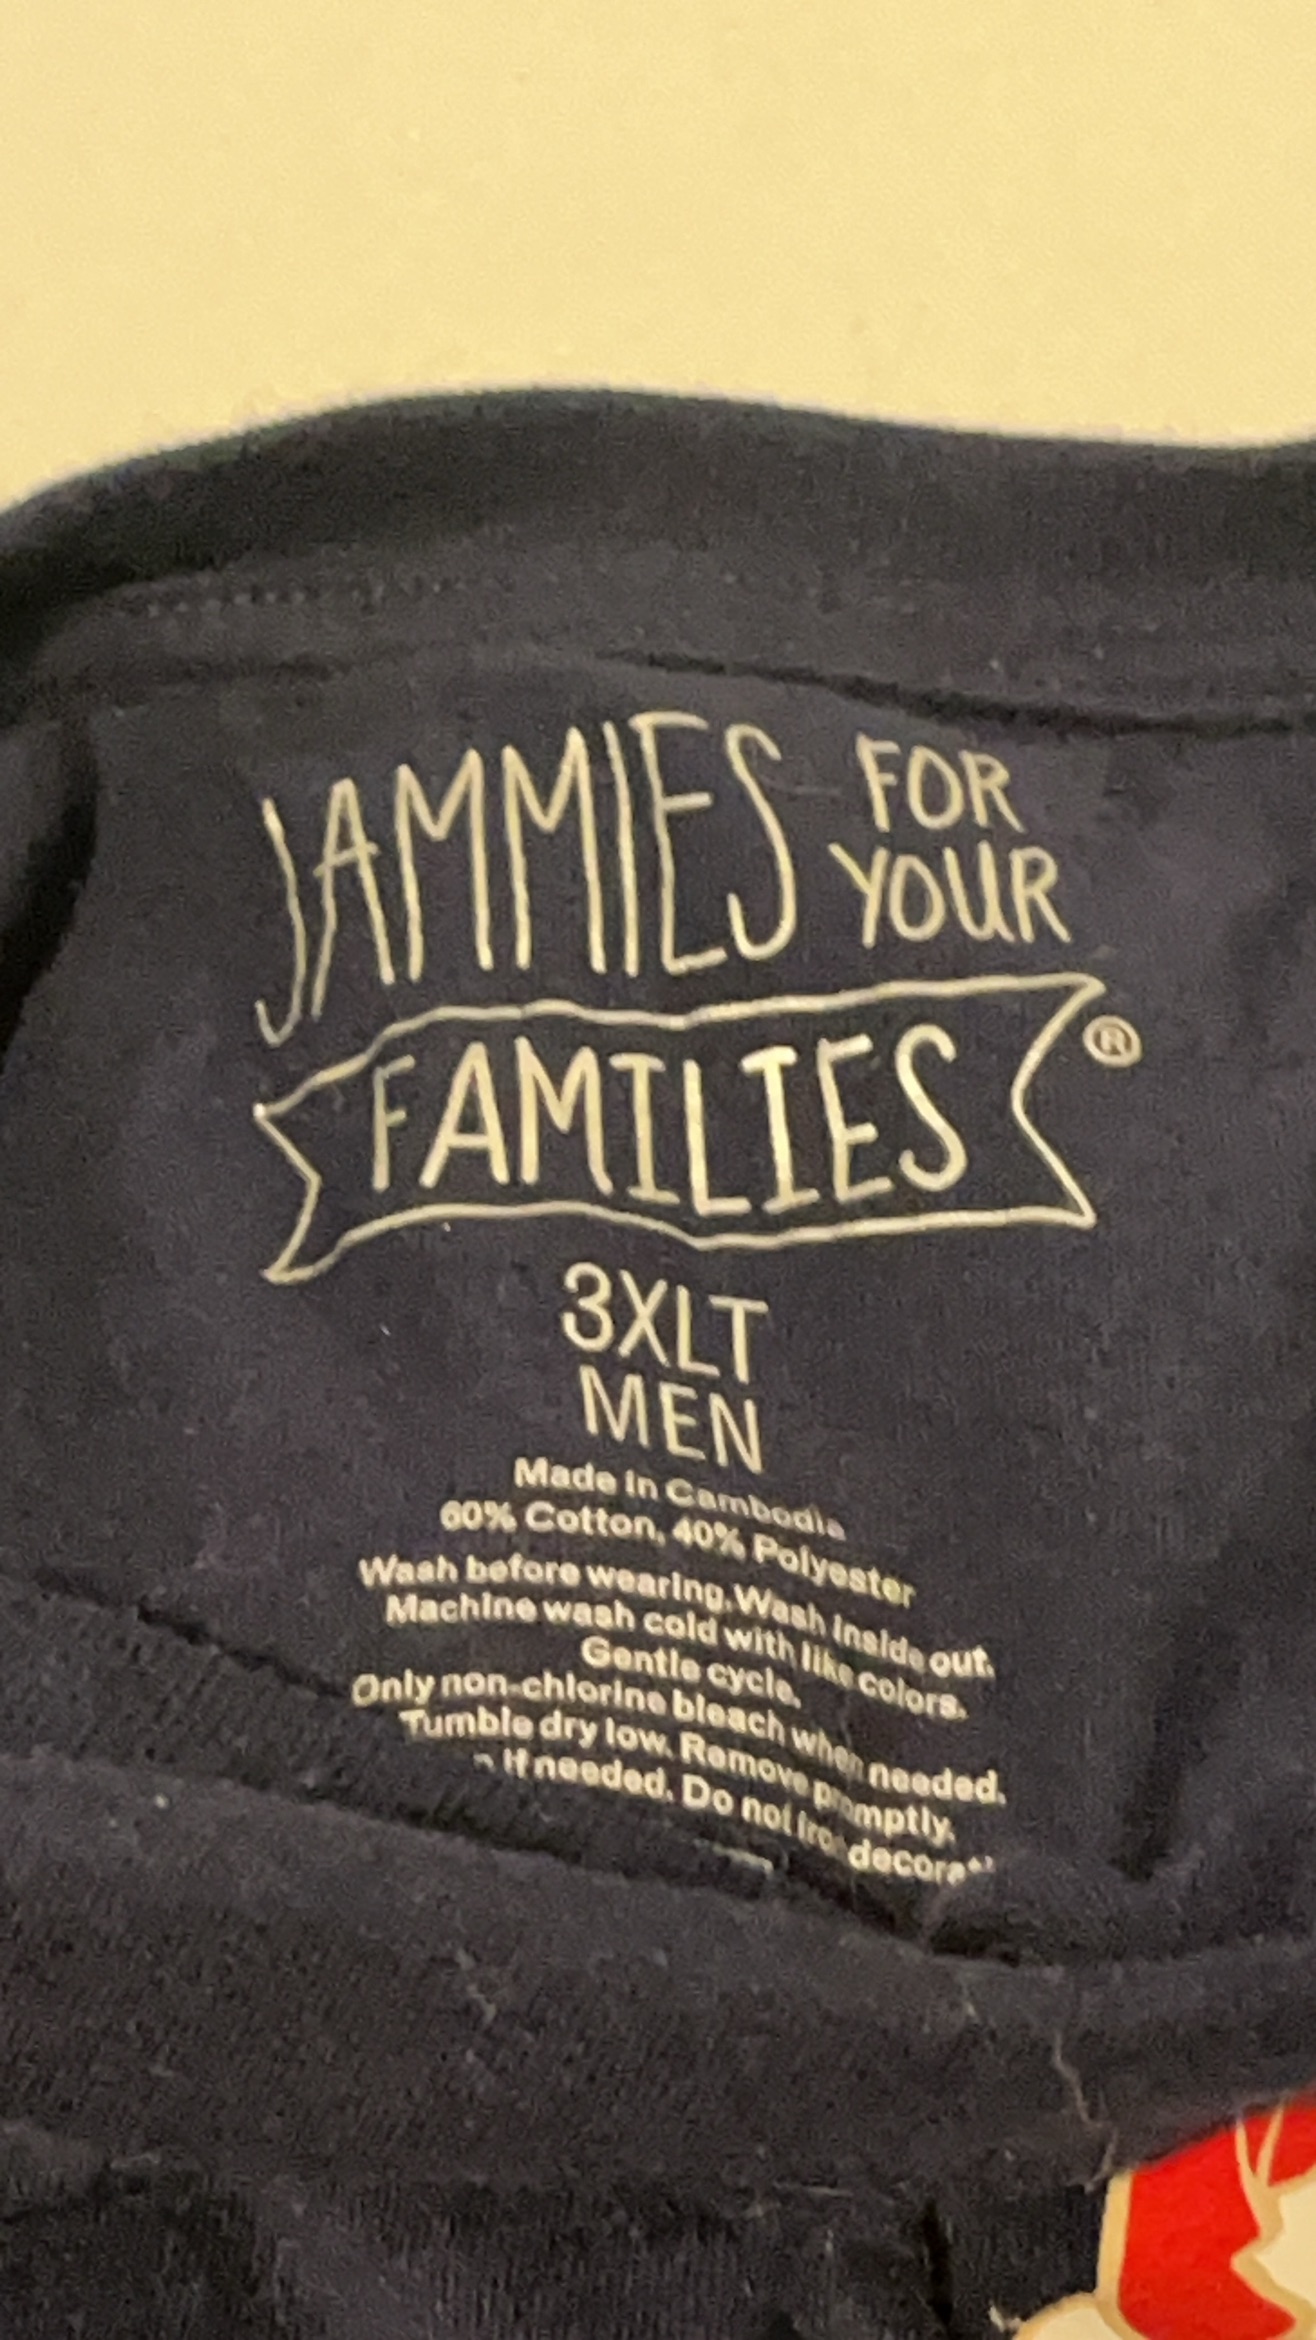 JAMMIES FOR
YOUR
FAMILIES®
3XLT
MEN
Made in Cambodia
60% Cotton, 40% Polyester
Wash before wearing. Wash inside out.
Machine wash cold with like colors.
Gentle cycle.
Only non-chlorine bleach when needed.
Tumble dry low. Remove promptly.
if needed. Do not iron